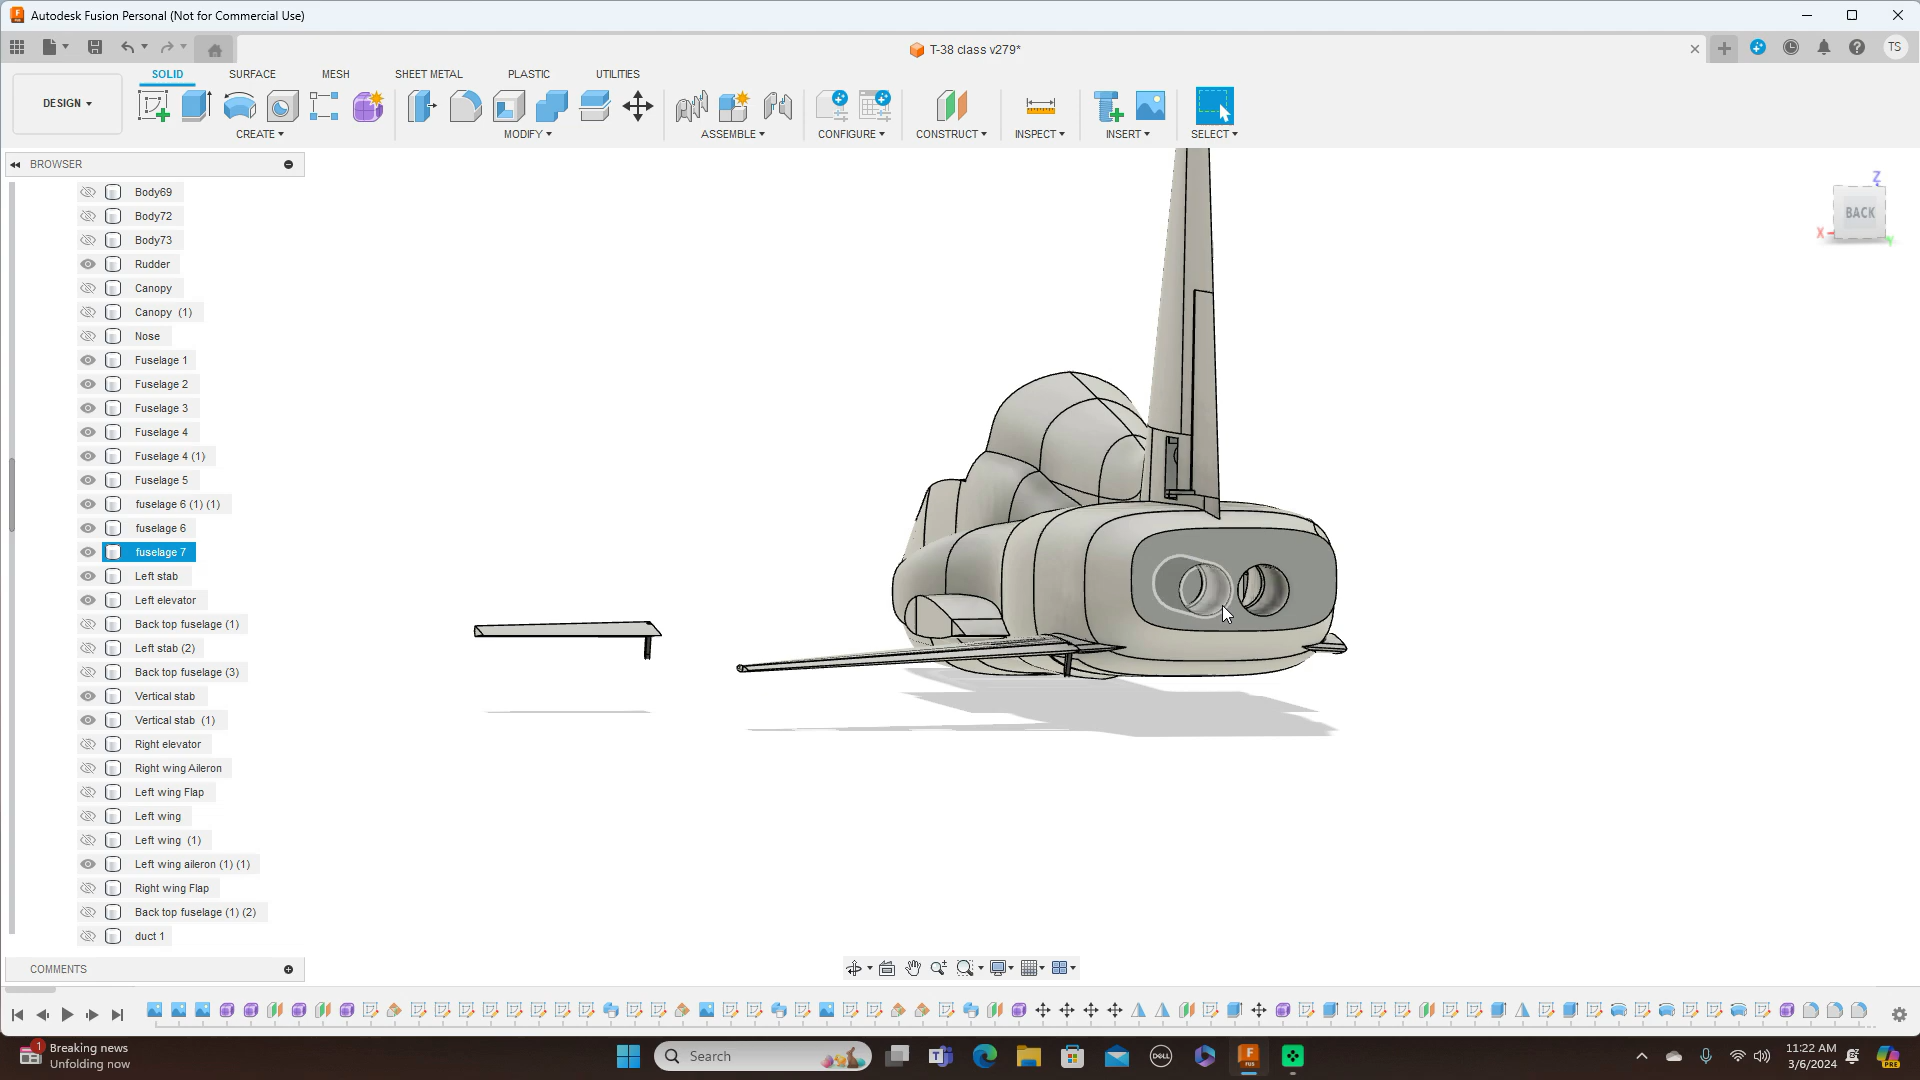 Autodesk Fusion Personal (Not for Commercial Use)
T-38 class v279*
TS
DESIGN
SOLID
SURFACE
MESH
SHEET METAL
PLASTIC
UTILITIES
CREATE
MODIFY
ASSEMBLE
CONFIGURE
CONSTRUCT
INSPECT
INSERT
SELECT
BROWSER
Body69
Body72
Body73
Rudder
Canopy
Canopy (1)
Nose
Fuselage 1
Fuselage 2
Fuselage 3
Fuselage 4
Fuselage 4 (1)
Fuselage 5
fuselage 6 (1) (1)
fuselage 6
fuselage 7
Left stab
Left elevator
Back top fuselage (1)
Left stab (2)
Back top fuselage (3)
Vertical stab
Vertical stab (1)
Right elevator
Right wing Aileron
Left wing Flap
Left wing
Left wing (1)
Left wing aileron (1) (1)
Right wing Flap
Back top fuselage (1) (2)
duct 1
Z
BACK
X
Y
COMMENTS
1
Breaking news
Unfolding now
Search
DELL
F
FUS
11:22 AM
3/6/2024
PRE